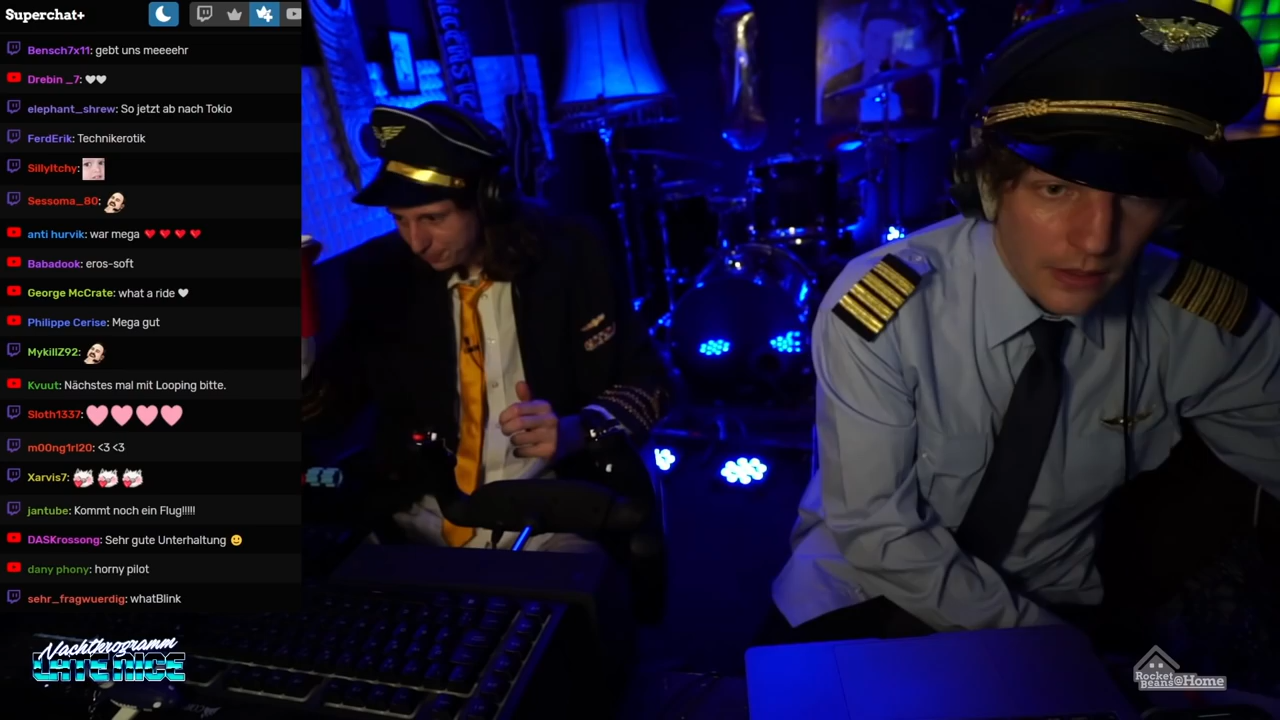 Superchat+
Bensch7x11: gebt uns meeeehr
Drebin _7: 🤍🤍
elephant_shrew: So jetzt ab nach Tokio
FerdErik: Technikerotik
SillyItchy:
Sessoma_80:
anti hurvik: war mega ♥ ♥ ♥ ♥
Babadook: eros-soft
George McCrate: what a ride 🤍
Philippe Cerise: Mega gut
MykillZ92:
Kvuut: Nächstes mal mit Looping bitte.
Sloth1337:
m00ng1rl20: <3 <3
Xarvis7:
jantube: Kommt noch ein Flug!!!!!
DASKrossong: Sehr gute Unterhaltung 🙂
dany phony: horny pilot
sehr_fragwuerdig: whatBlink
Nachtprogramm
LATE NICE
Rocket
Beans@Home